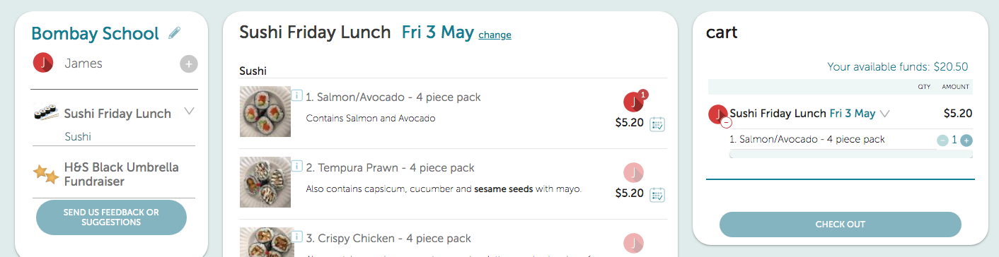 Bombay School
J James +
Sushi Friday Lunch
Sushi
H&S Black Umbrella
Fundraiser
SEND US FEEDBACK OR
SUGGESTIONS
Sushi Friday Lunch Fri 3 May change
Sushi
i 1. Salmon/Avocado - 4 piece pack
J 1
Contains Salmon and Avocado
$5.20
i 2. Tempura Prawn - 4 piece pack
J
Also contains capsicum, cucumber and sesame seeds with mayo.
$5.20
i 3. Crispy Chicken - 4 piece pack
J
cart
Your available funds: $20.50
QTY AMOUNT
J Sushi Friday Lunch Fri 3 May $5.20
1. Salmon/Avocado - 4 piece pack − 1 +
CHECK OUT